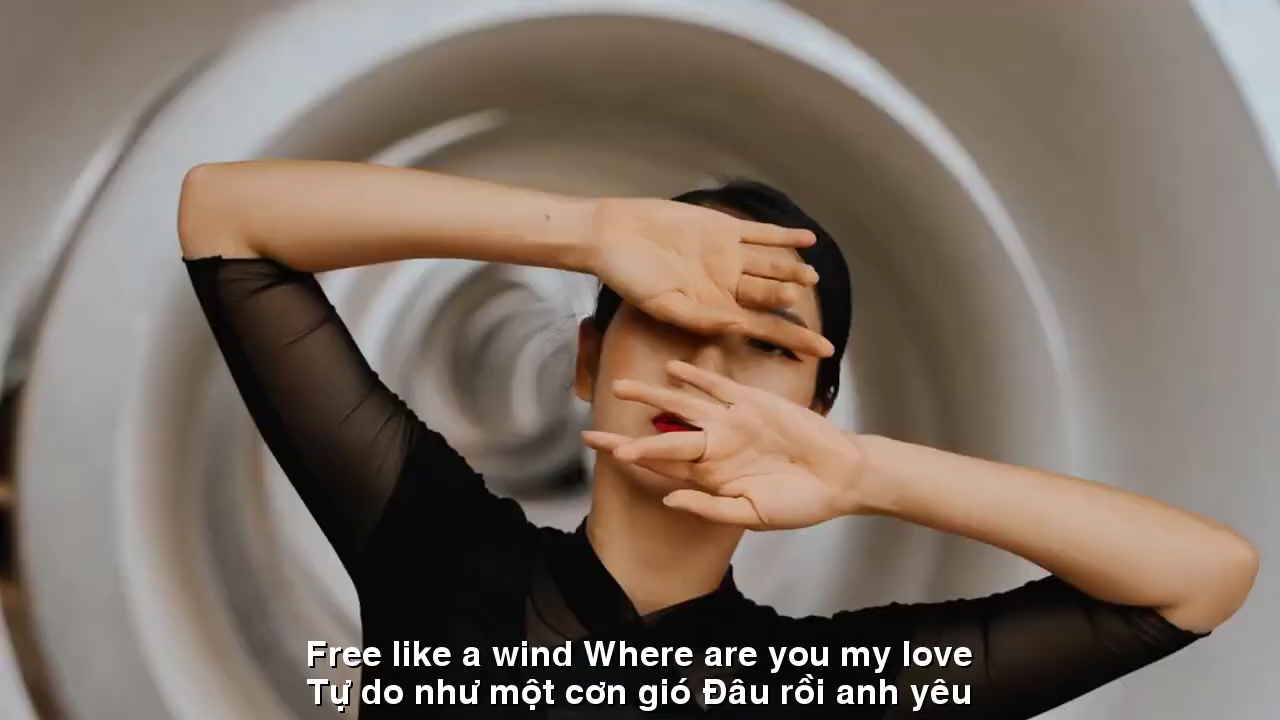 Free like a wind Where are you my love
Tự do như một cơn gió Đâu rồi anh yêu